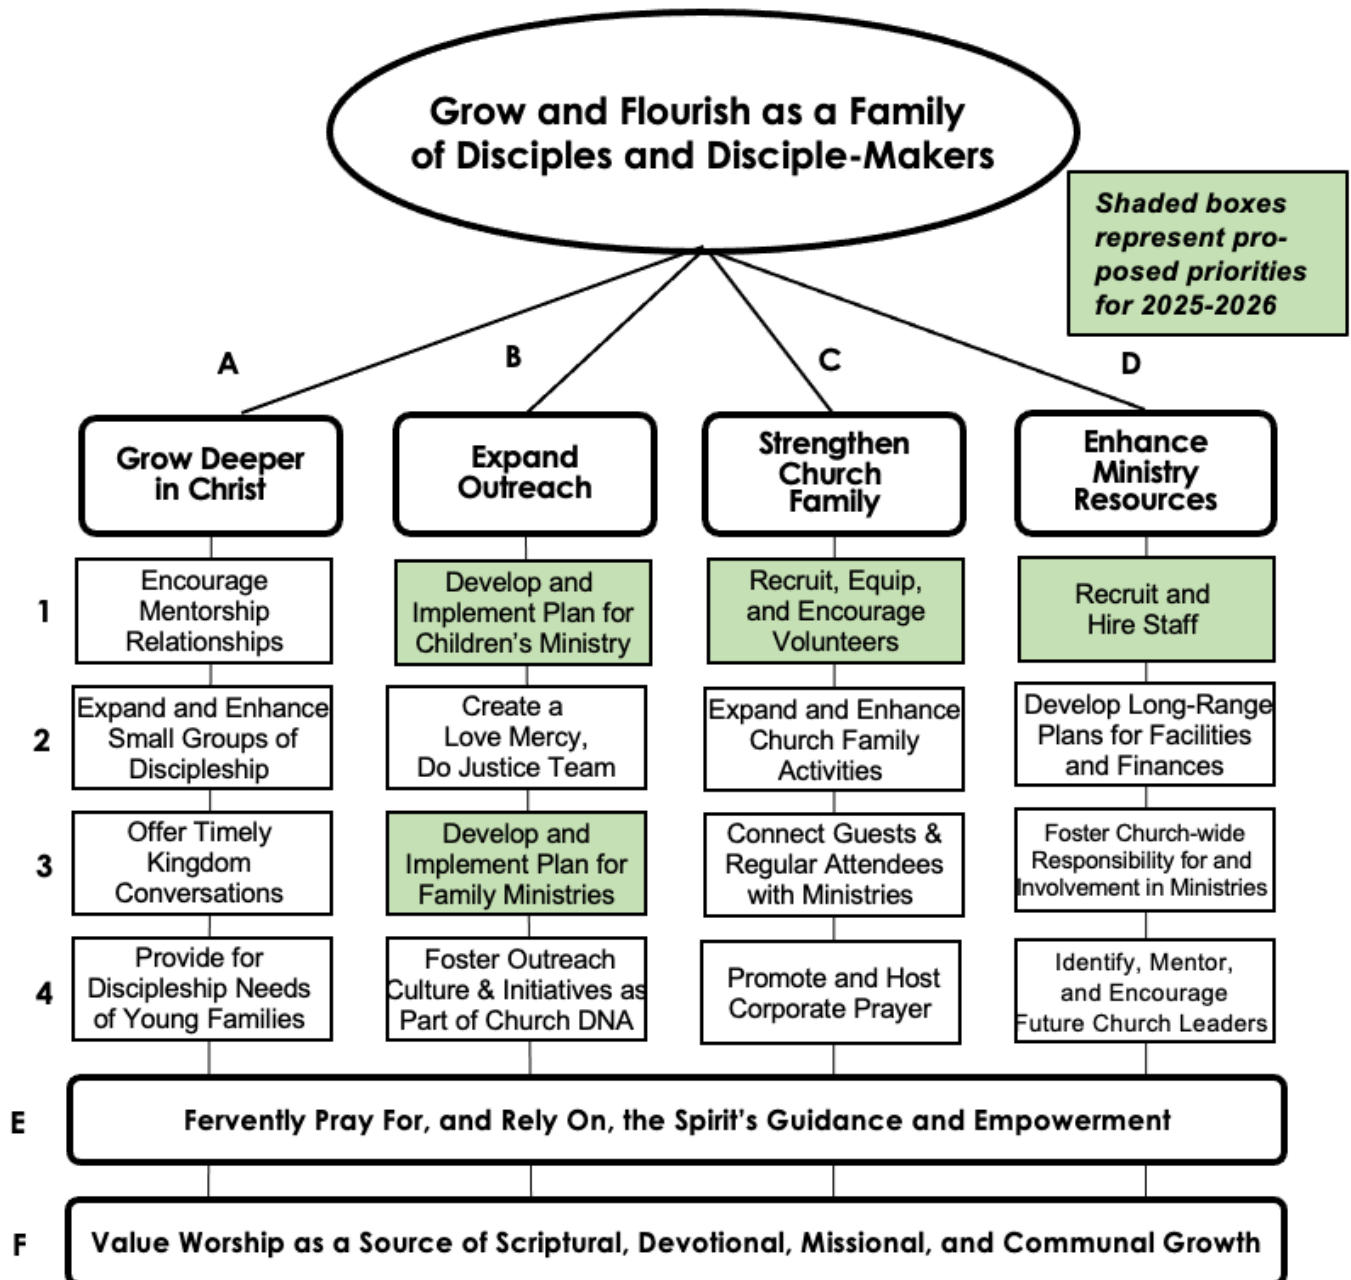 Grow and Flourish as a Family
of Disciples and Disciple-Makers
Shaded boxes
represent pro-
posed priorities
for 2025-2026
A
B
C
D
Grow Deeper
in Christ
Expand
Outreach
Strengthen
Church
Family
Enhance
Ministry
Resources
1
Encourage
Mentorship
Relationships
Develop and
Implement Plan for
Children’s Ministry
Recruit, Equip,
and Encourage
Volunteers
Recruit and
Hire Staff
2
Expand and Enhance
Small Groups of
Discipleship
Create a
Love Mercy,
Do Justice Team
Expand and Enhance
Church Family
Activities
Develop Long-Range
Plans for Facilities
and Finances
3
Offer Timely
Kingdom
Conversations
Develop and
Implement Plan for
Family Ministries
Connect Guests &
Regular Attendees
with Ministries
Foster Church-wide
Responsibility for and
Involvement in Ministries
4
Provide for
Discipleship Needs
of Young Families
Foster Outreach
Culture & Initiatives as
Part of Church DNA
Promote and Host
Corporate Prayer
Identify, Mentor,
and Encourage
Future Church Leaders
E
Fervently Pray For, and Rely On, the Spirit’s Guidance and Empowerment
F
Value Worship as a Source of Scriptural, Devotional, Missional, and Communal Growth